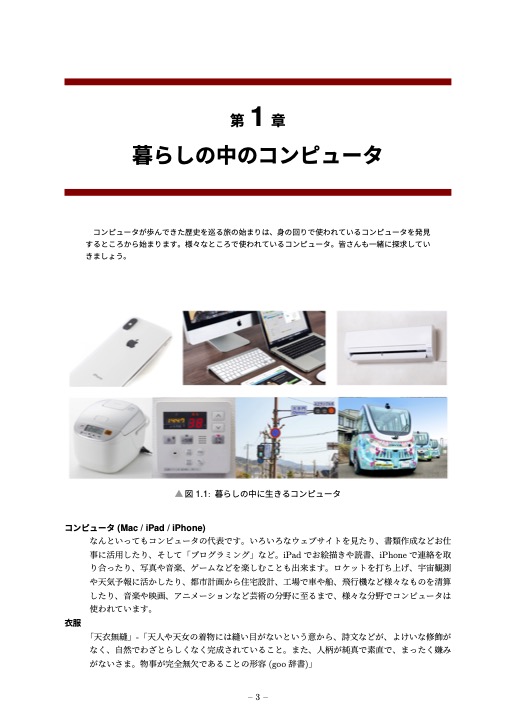 第 1 章
暮らしの中のコンピュータ
コンピュータが歩んできた歴史を巡る旅の始まりは、身の回りで使われているコンピュータを発見
するところから始まります。様々なところで使われているコンピュータ。皆さんも一緒に探求してい
きましょう。
▲図 1.1: 暮らしの中に生きるコンピュータ
コンピュータ (Mac / iPad / iPhone)
なんといってもコンピュータの代表です。いろいろなウェブサイトを見たり、書類作成などお仕
事に活用したり、そして「プログラミング」など。iPad でお絵描きや読書、iPhone で連絡を取
り合ったり、写真や音楽、ゲームなどを楽しむことも出来ます。ロケットを打ち上げ、宇宙観測
や天気予報に活かしたり、都市計画から住宅設計、工場で車や船、飛行機など様々なものを清算
したり、音楽や映画、アニメーションなど芸術の分野に至るまで、様々な分野でコンピュータは
使われています。
衣服
「天衣無縫」-「天人や天女の着物には縫い目がないという意から、詩文などが、よけいな修飾が
なく、自然でわざとらしくなく完成されていること。また、人柄が純真で素直で、まったく嫌み
がないさま。物事が完全無欠であることの形容 (goo 辞書)」
– 3 –